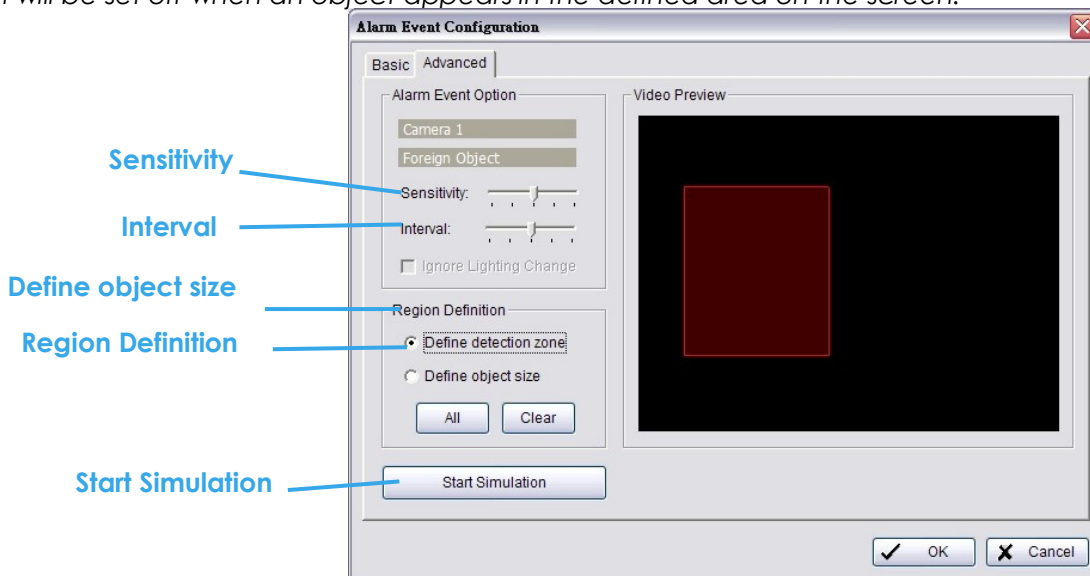 will be set off when an object appears in the defined area on the screen.
Alarm Event Configuration
Basic Advanced
Alarm Event Option
Camera 1
Foreign Object
Sensitivity:
Interval:
Ignore Lighting Change
Region Definition
Define detection zone
Define object size
All Clear
Start Simulation
Video Preview
OK Cancel
Sensitivity
Interval
Define object size
Region Definition
Start Simulation